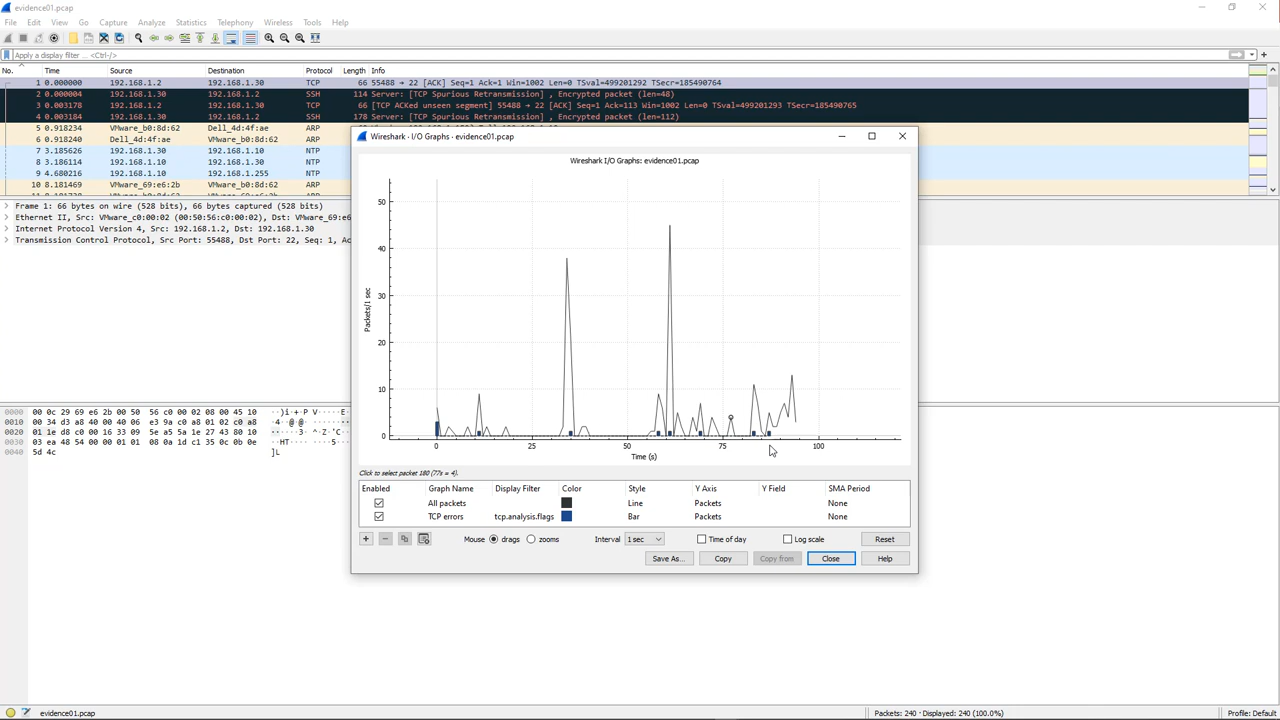 evidence01.pcap
File Edit View Go Capture Analyze Statistics Telephony Wireless Tools Help
Apply a display filter ... <Ctrl-/>
No. Time Source Destination Protocol Length Info
1 0.000000 192.168.1.2 192.168.1.30 TCP 66 55488 → 22 [ACK] Seq=1 Ack=1 Win=1002 Len=0 TSval=499201292 TSecr=185490764
2 0.000004 192.168.1.30 192.168.1.2 SSH 114 Server: [TCP Spurious Retransmission] , Encrypted packet (len=48)
3 0.003178 192.168.1.2 192.168.1.30 TCP 66 [TCP ACKed unseen segment] 55488 → 22 [ACK] Seq=1 Ack=113 Win=1002 Len=0 TSval=499201293 TSecr=185490765
4 0.003184 192.168.1.30 192.168.1.2 SSH 178 Server: [TCP Spurious Retransmission] , Encrypted packet (len=112)
5 0.918234 VMware_b0:8d:62 Dell_4d:4f:ae ARP
6 0.918240 Dell_4d:4f:ae VMware_b0:8d:62 ARP
7 3.185626 192.168.1.30 192.168.1.10 NTP
8 3.186114 192.168.1.10 192.168.1.30 NTP
9 4.680216 192.168.1.10 192.168.1.255 NTP
10 8.181469 VMware_69:e6:2b VMware_b0:8d:62 ARP
Frame 1: 66 bytes on wire (528 bits), 66 bytes captured (528 bits)
Ethernet II, Src: VMware_c0:00:02 (00:50:56:c0:00:02), Dst: VMware_69:e6
Internet Protocol Version 4, Src: 192.168.1.2, Dst: 192.168.1.30
Transmission Control Protocol, Src Port: 55488, Dst Port: 22, Seq: 1, Ac
0000 00 0c 29 69 e6 2b 00 50 56 c0 00 02 08 00 45 10 ··)i·+·P V·····E·
0010 00 34 d3 a8 40 00 40 06 e3 9a c0 a8 01 02 c0 a8 ·4··@·@· ········
0020 01 1e d8 c0 00 16 33 09 5e a5 5a 1e 27 43 80 10 ······3· ^·Z·'C··
0030 03 ea 48 54 00 00 01 01 08 0a 1d c1 35 0c 0b 0e ··HT···· ····5···
0040 5d 4c ]L
Wireshark · I/O Graphs · evidence01.pcap
Wireshark I/O Graphs: evidence01.pcap
Packets/1 sec
50
40
30
20
10
0
0 25 50 75 100
Time (s)
Click to select packet 180 (77s = 4).
Enabled Graph Name Display Filter Color Style Y Axis Y Field SMA Period
All packets Line Packets None
TCP errors tcp.analysis.flags Bar Packets None
Mouse drags zooms Interval 1 sec Time of day Log scale Reset
Save As... Copy Copy from Close Help
evidence01.pcap
Packets: 240 · Displayed: 240 (100.0%)
Profile: Default